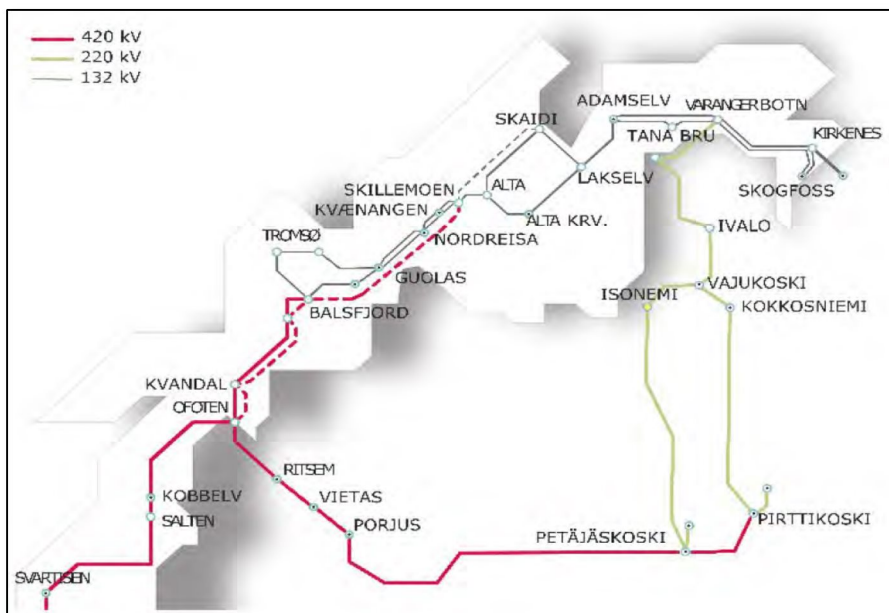 420 kV
220 kV
132 kV
ADAMSELV
VARANGERBOTN
SKAIDI
TANA BRU
KIRKENES
LAKSELV
SKILLEMOEN
ALTA
SKOGFOSS
KVÆNANGEN
ALTA KRV.
IVALO
TROMSØ
NORDREISA
GUOLAS
VAJUKOSKI
ISONEMI
BALSFJORD
KOKKOSNIEMI
KVANDAL
OFOTEN
RITSEM
KOBBELV
VIETAS
SALTEN
PORJUS
PETÄJÄSKOSKI
PIRTTIKOSKI
SVARTISEN